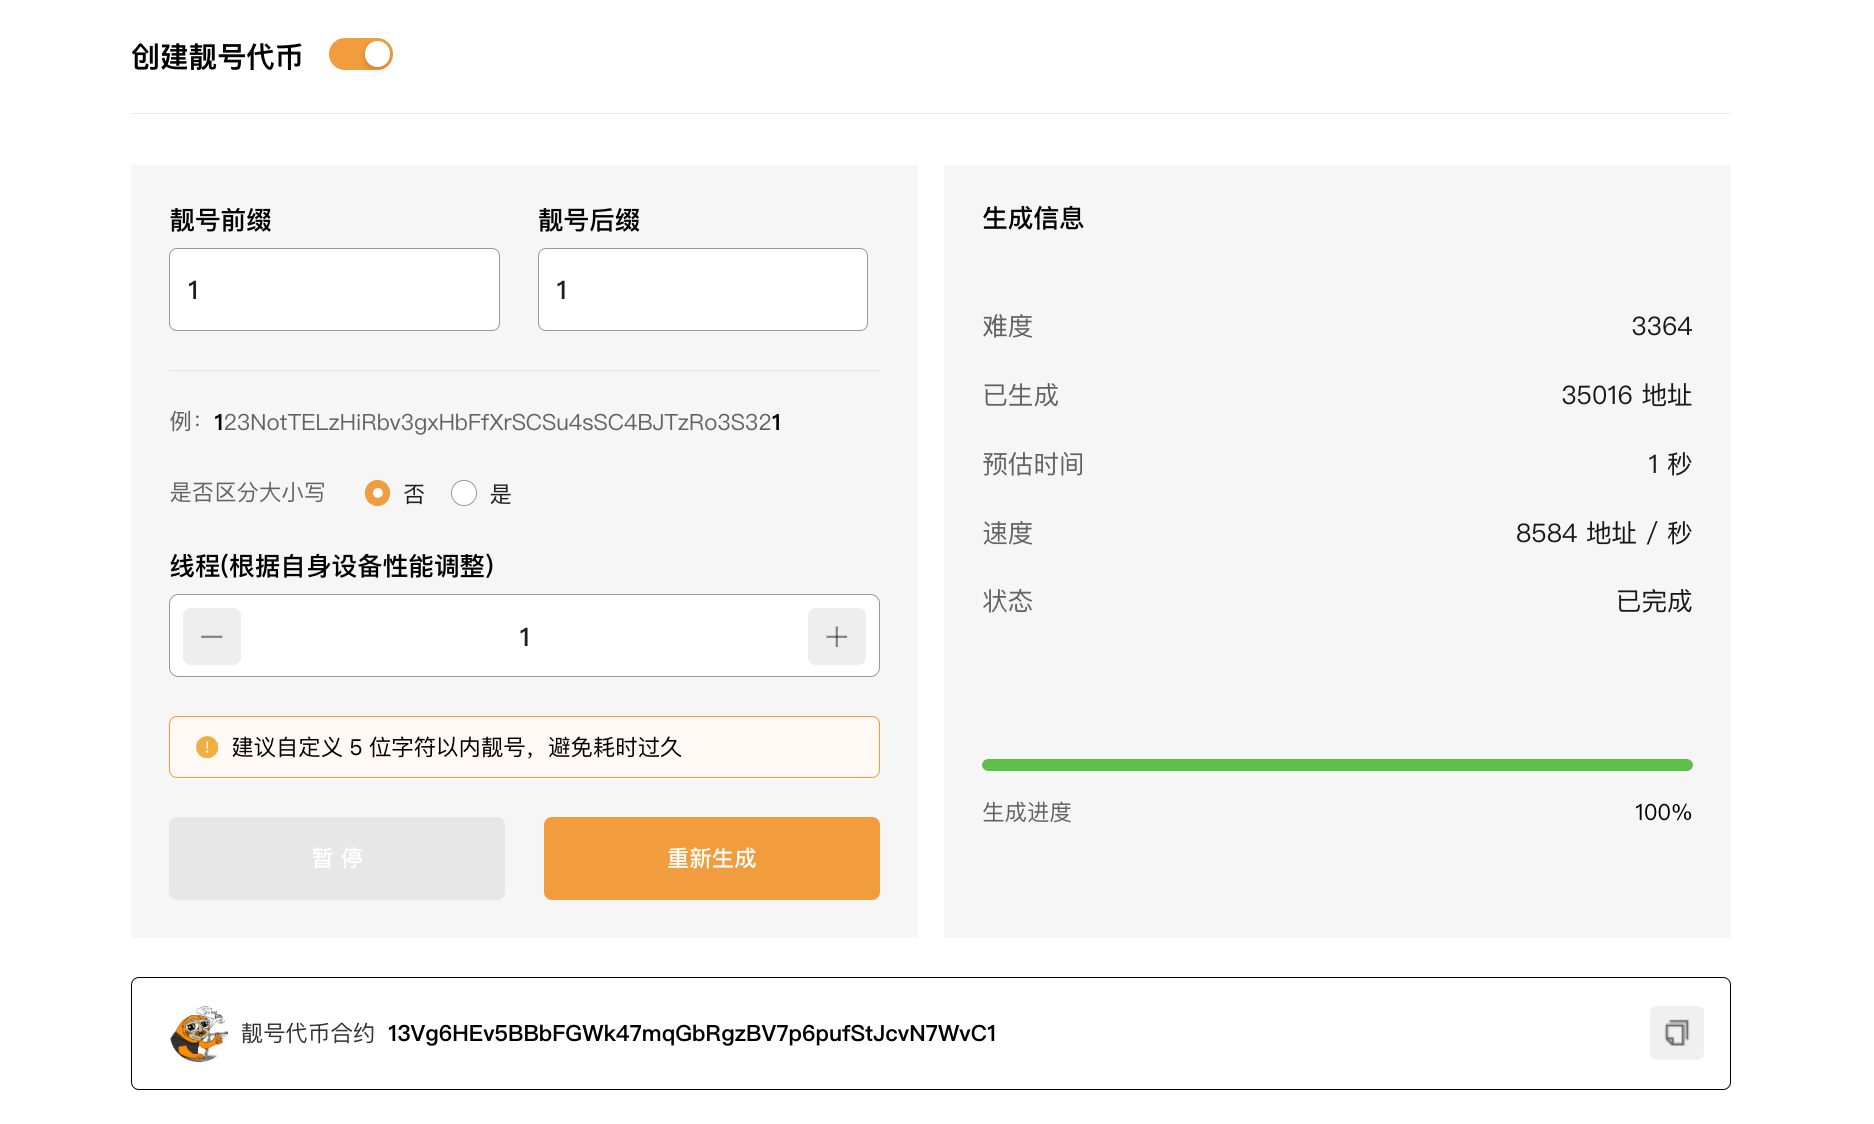 创建靓号代币
靓号前缀
靓号后缀
1
1
例：123NotTELzHiRbv3gxHbFfXrSCSu4sSC4BJTzRo3S321
是否区分大小写
否
是
线程(根据自身设备性能调整)
1
建议自定义 5 位字符以内靓号，避免耗时过久
暂 停
重新生成
生成信息
难度 3364
已生成 35016 地址
预估时间 1 秒
速度 8584 地址 / 秒
状态 已完成
生成进度 100%
靓号代币合约 13Vg6HEv5BBbFGWk47mqGbRgzBV7p6pufStJcvN7WvC1